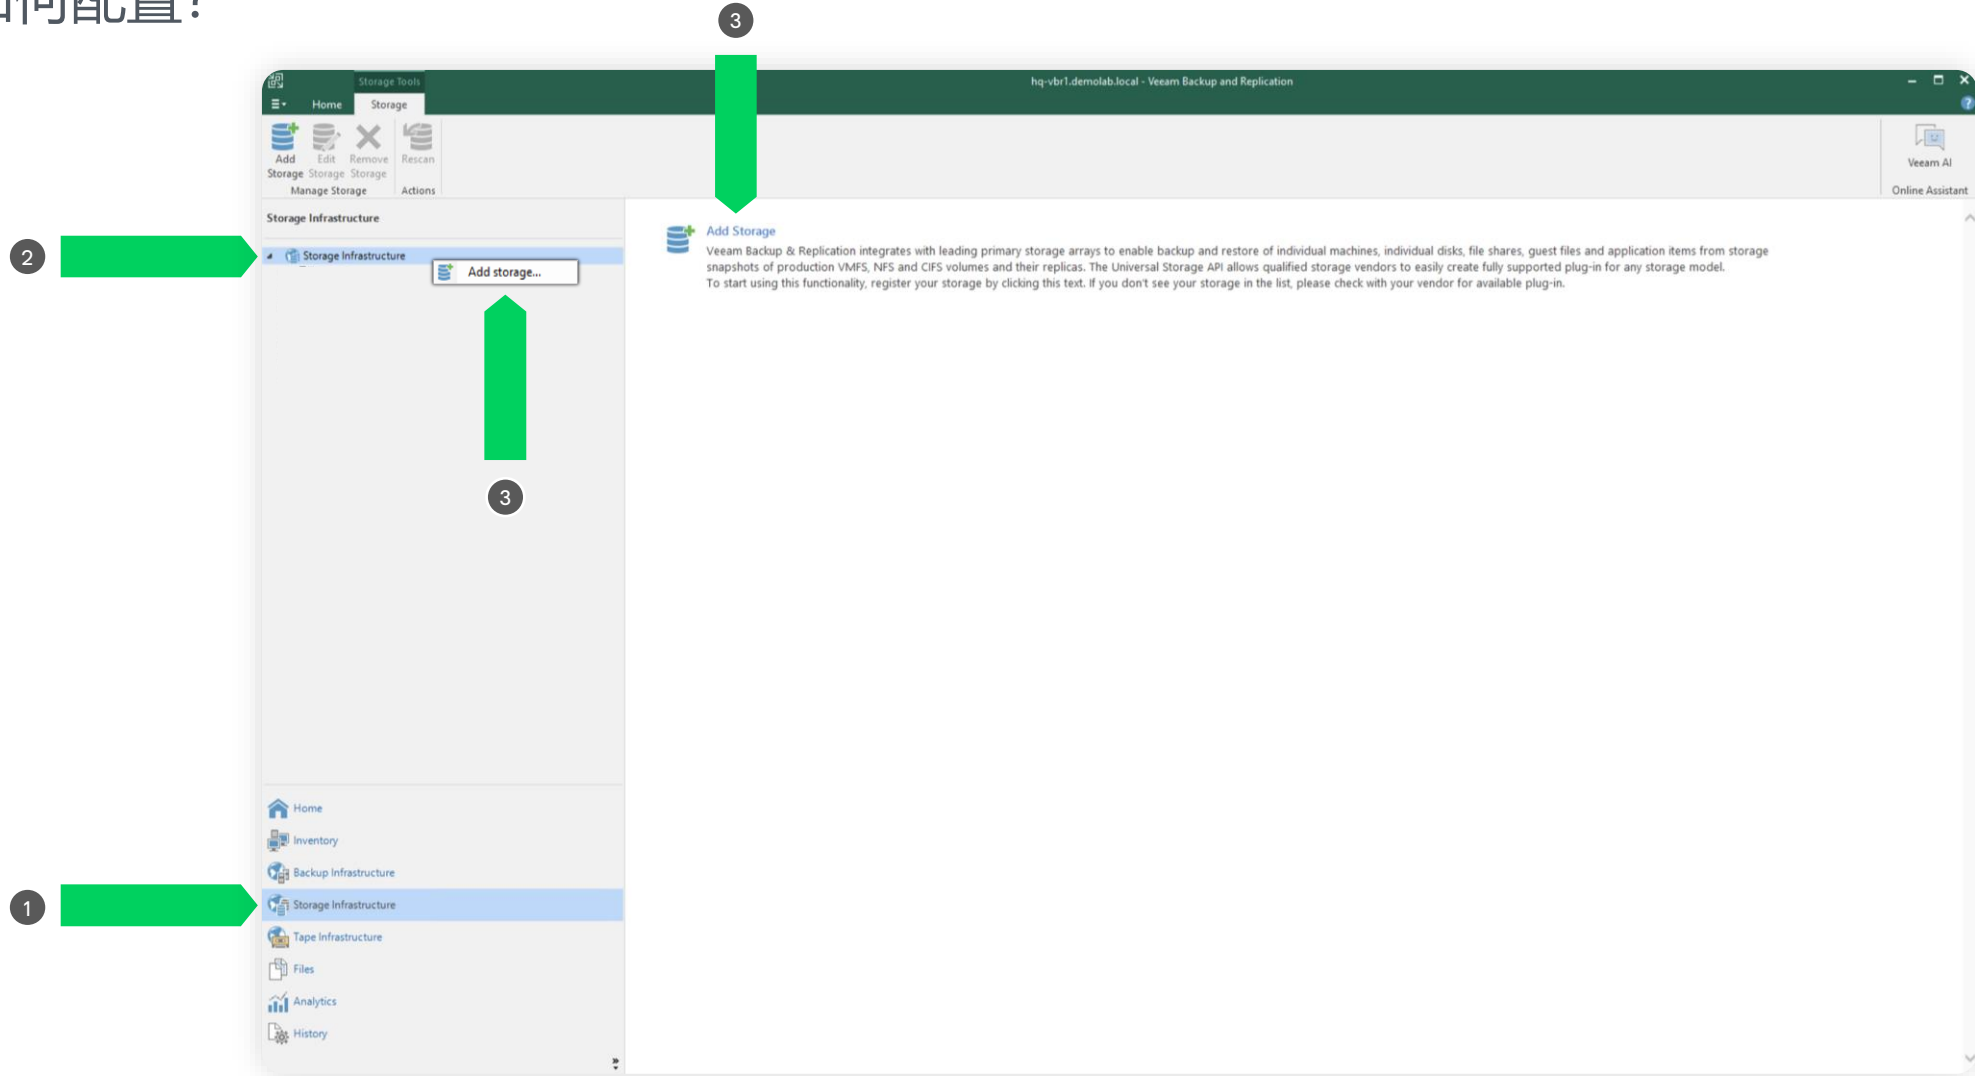 如何配置?
3
Storage Tools
hq-vbr1.demolab.local - Veeam Backup and Replication
Home Storage
Add Storage
Edit Storage
Remove Storage
Rescan
Manage Storage
Actions
Veeam AI
Online Assistant
Storage Infrastructure
2
Storage Infrastructure
Add storage...
3
Add Storage
Veeam Backup & Replication integrates with leading primary storage arrays to enable backup and restore of individual machines, individual disks, file shares, guest files and application items from storage
snapshots of production VMFS, NFS and CIFS volumes and their replicas. The Universal Storage API allows qualified storage vendors to easily create fully supported plug-in for any storage model.
To start using this functionality, register your storage by clicking this text. If you don't see your storage in the list, please check with your vendor for available plug-in.
Home
Inventory
Backup Infrastructure
1
Storage Infrastructure
Tape Infrastructure
Files
Analytics
History